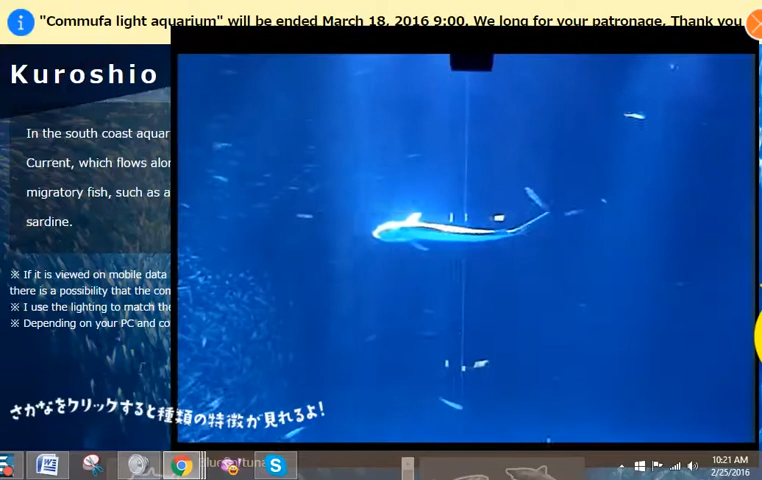 "Commufa light aquarium" will be ended March 18, 2016 9:00. We long for your patronage, Thank you
Kuroshio
In the south coast aquar
Current, which flows alon
migratory fish, such as a
sardine.
※ If it is viewed on mobile data
there is a possibility that the con
※ I use the lighting to match the
※ Depending on your PC and co
さかなをクリックすると種類の特徴が見れるよ!
10:21 AM
2/25/2016